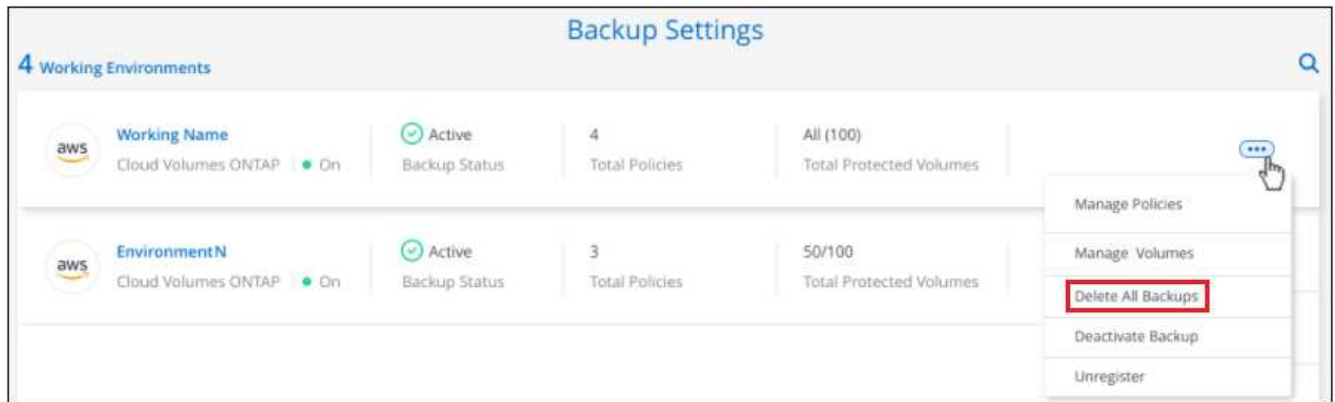 Backup Settings
4 Working Environments
aws
Working Name
Cloud Volumes ONTAP
On
Active
Backup Status
4
Total Policies
All (100)
Total Protected Volumes
Manage Policies
Manage Volumes
Delete All Backups
Deactivate Backup
Unregister
aws
EnvironmentN
Cloud Volumes ONTAP
On
Active
Backup Status
3
Total Policies
50/100
Total Protected Volumes